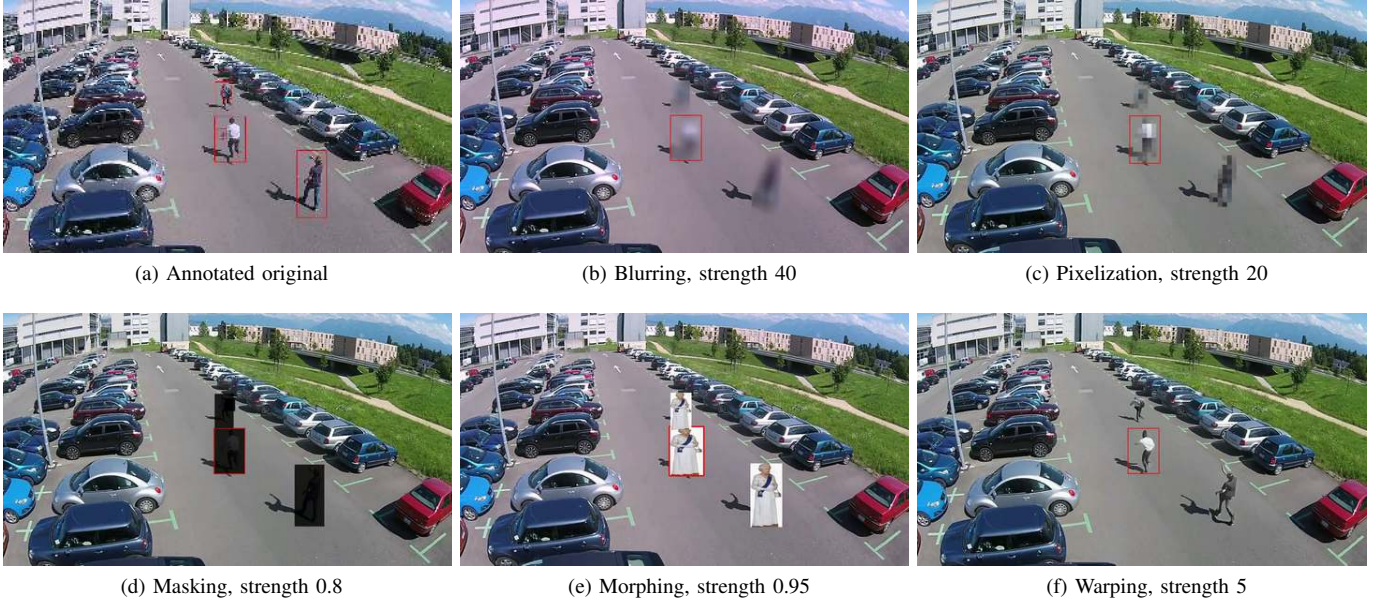 (a) Annotated original
(b) Blurring, strength 40
(c) Pixelization, strength 20
(d) Masking, strength 0.8
(e) Morphing, strength 0.95
(f) Warping, strength 5